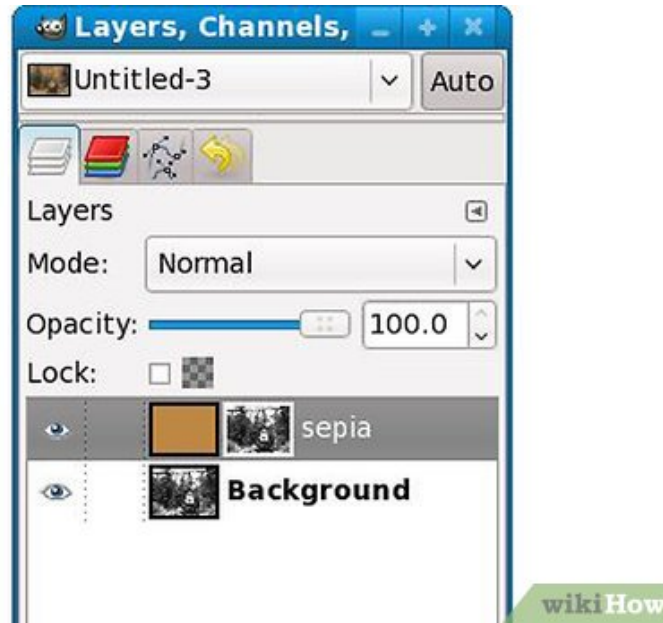 Layers, Channels,
Untitled-3
Auto
Layers
Mode: Normal
Opacity: 100.0
Lock:
sepia
Background
wikiHow